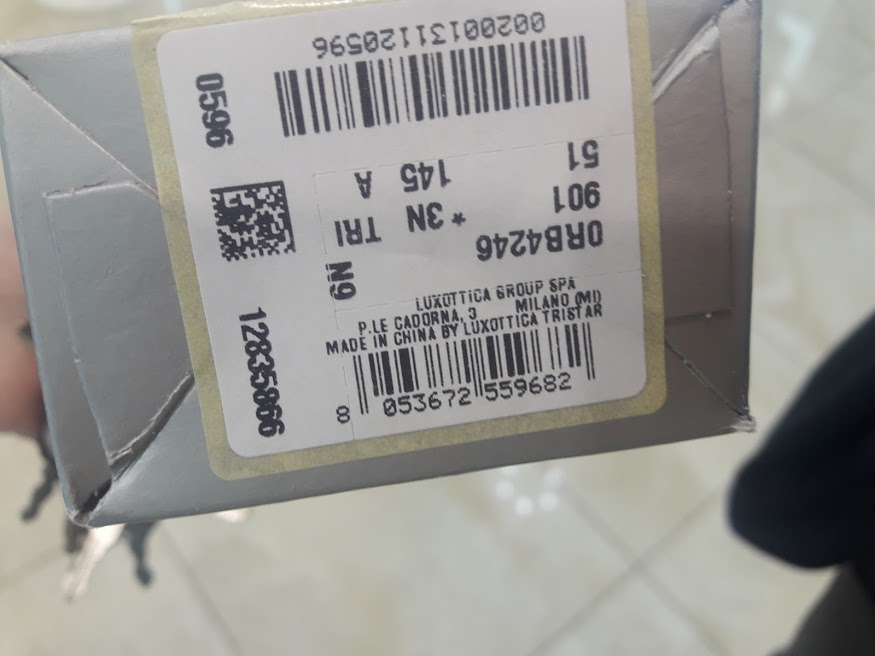 00200131120596
0596
51
145 A
901
* 3N TRI
0RB4246
N9
LUXOTTICA GROUP SPA
P.LE CADORNA, 3 MILANO (MI)
MADE IN CHINA BY LUXOTTICA TRISTAR
8 053672 559682
12835866